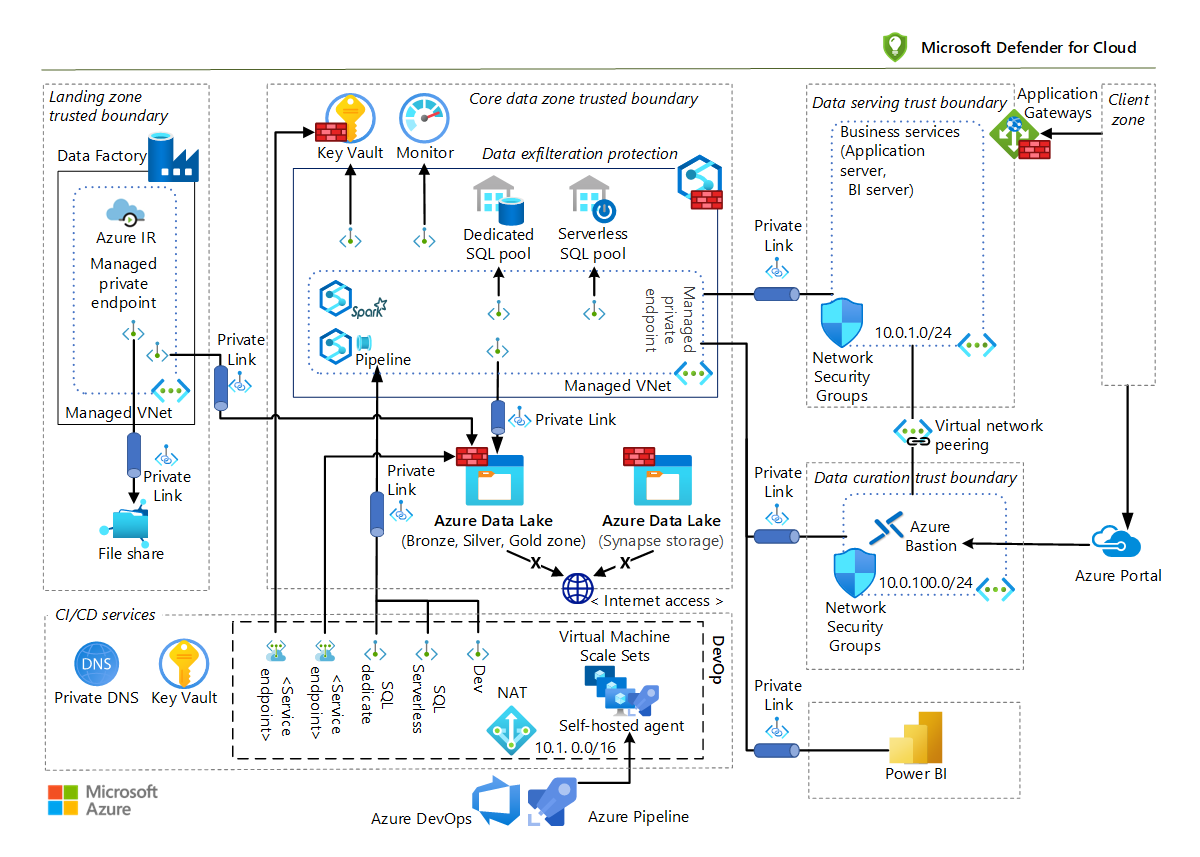 Microsoft Defender for Cloud
Landing zone
trusted boundary
Data Factory
Azure IR
Managed
private
endpoint
Managed VNet
Private
Link
Private
Link
File share
Core data zone trusted boundary
Key Vault
Monitor
Data exfilteration protection
Dedicated
SQL pool
Serverless
SQL pool
Spark
Pipeline
Managed
private
endpoint
Managed VNet
Private Link
Private
Link
Azure Data Lake
(Bronze, Silver, Gold zone)
Azure Data Lake
(Synapse storage)
X
X
< Internet access >
Data serving trust boundary
Business services
(Application
server,
BI server)
Application
Gateways
Client
zone
Private
Link
10.0.1.0/24
Network
Security
Groups
Virtual network
peering
Data curation trust boundary
Private
Link
Azure
Bastion
10.0.100.0/24
Network
Security
Groups
Azure Portal
Private
Link
Power BI
CI/CD services
DNS
Private DNS
Key Vault
<Service
endpoint>
<Service
endpoint>
SQL
dedicate
SQL
Serverless
Dev
NAT
Virtual Machine
Scale Sets
Self-hosted agent
10.1. 0.0/16
DevOp
Microsoft
Azure
Azure DevOps
Azure Pipeline